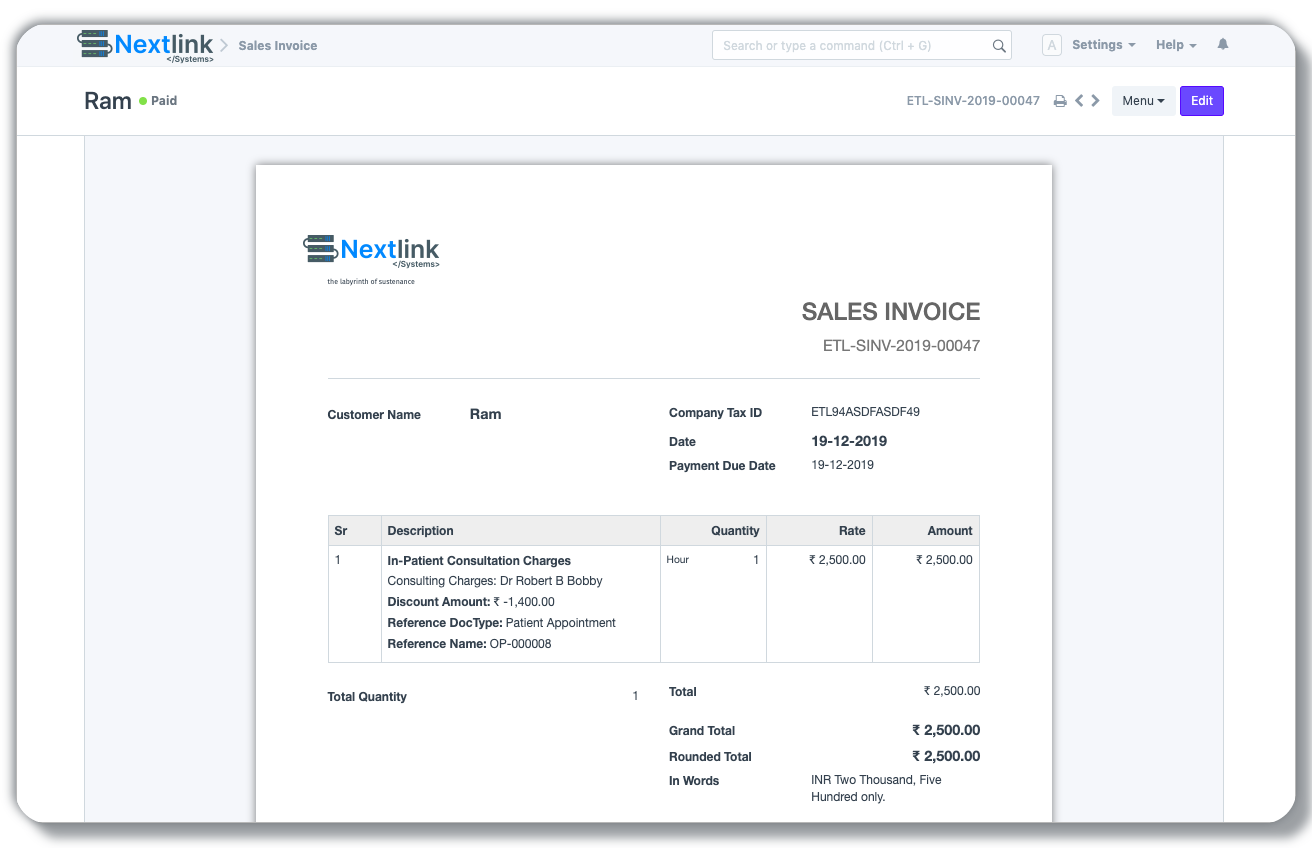 Nextlink Sales Invoice Search or type a command (Ctrl + G) A Settings Help
</Systems>
Ram Paid ETL-SINV-2019-00047 Menu Edit
Nextlink
</Systems>
the labyrinth of sustenance
SALES INVOICE
ETL-SINV-2019-00047
Customer Name Ram Company Tax ID ETL94ASDFASDF49
Date 19-12-2019
Payment Due Date 19-12-2019
Sr Description Quantity Rate Amount
1 In-Patient Consultation Charges Hour 1 ₹ 2,500.00 ₹ 2,500.00
Consulting Charges: Dr Robert B Bobby
Discount Amount: ₹ -1,400.00
Reference DocType: Patient Appointment
Reference Name: OP-000008
Total Quantity 1 Total ₹ 2,500.00
Grand Total ₹ 2,500.00
Rounded Total ₹ 2,500.00
In Words INR Two Thousand, Five
Hundred only.